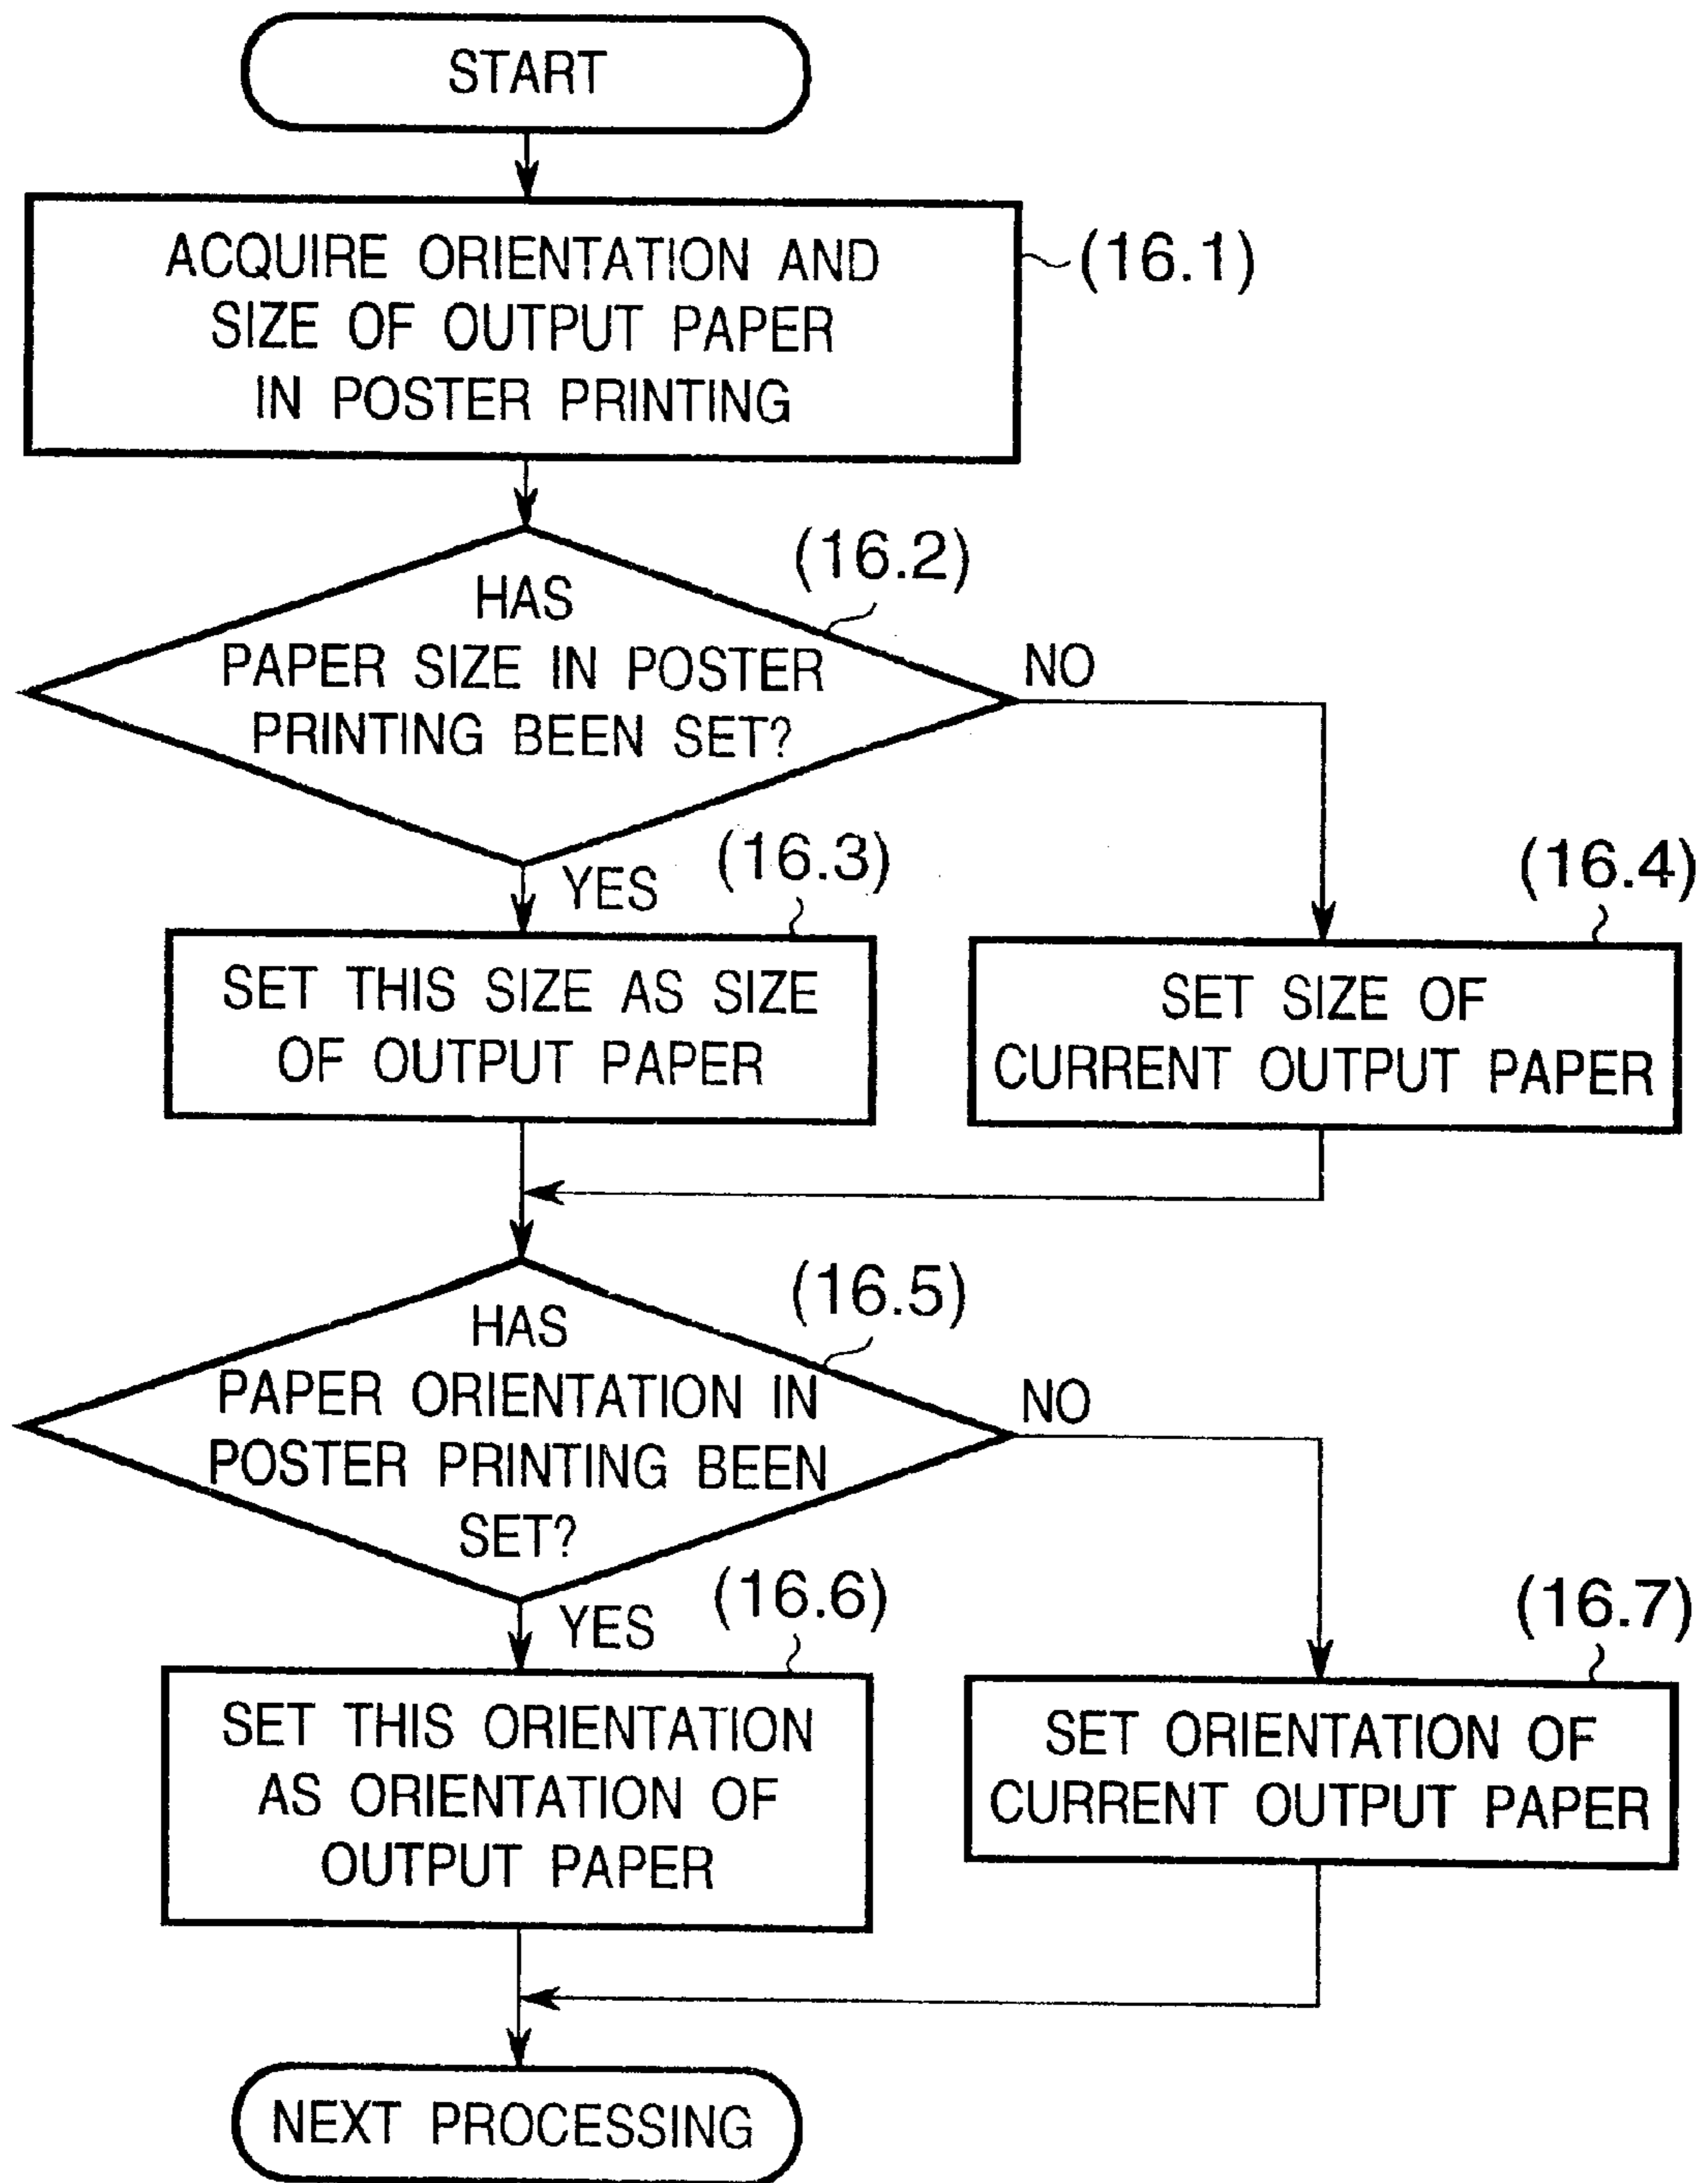 START
ACQUIRE ORIENTATION AND
SIZE OF OUTPUT PAPER
IN POSTER PRINTING
(16.1)
(16.2)
HAS
PAPER SIZE IN POSTER
PRINTING BEEN SET?
NO
YES
(16.3)
(16.4)
SET THIS SIZE AS SIZE
OF OUTPUT PAPER
SET SIZE OF
CURRENT OUTPUT PAPER
(16.5)
HAS
PAPER ORIENTATION IN
POSTER PRINTING BEEN
SET?
NO
YES
(16.6)
(16.7)
SET THIS ORIENTATION
AS ORIENTATION OF
OUTPUT PAPER
SET ORIENTATION OF
CURRENT OUTPUT PAPER
NEXT PROCESSING